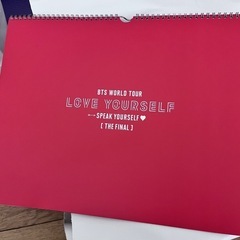 BTS WORLD TOUR
LOVE YOURSELF
SPEAK YOURSELF
[THE FINAL]